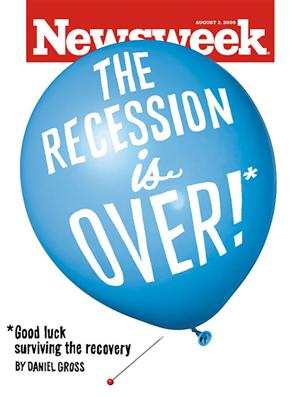 AUGUST 3, 2009
Newsweek
THE
RECESSION
is
OVER!*
*Good luck
surviving the recovery
BY DANIEL GROSS